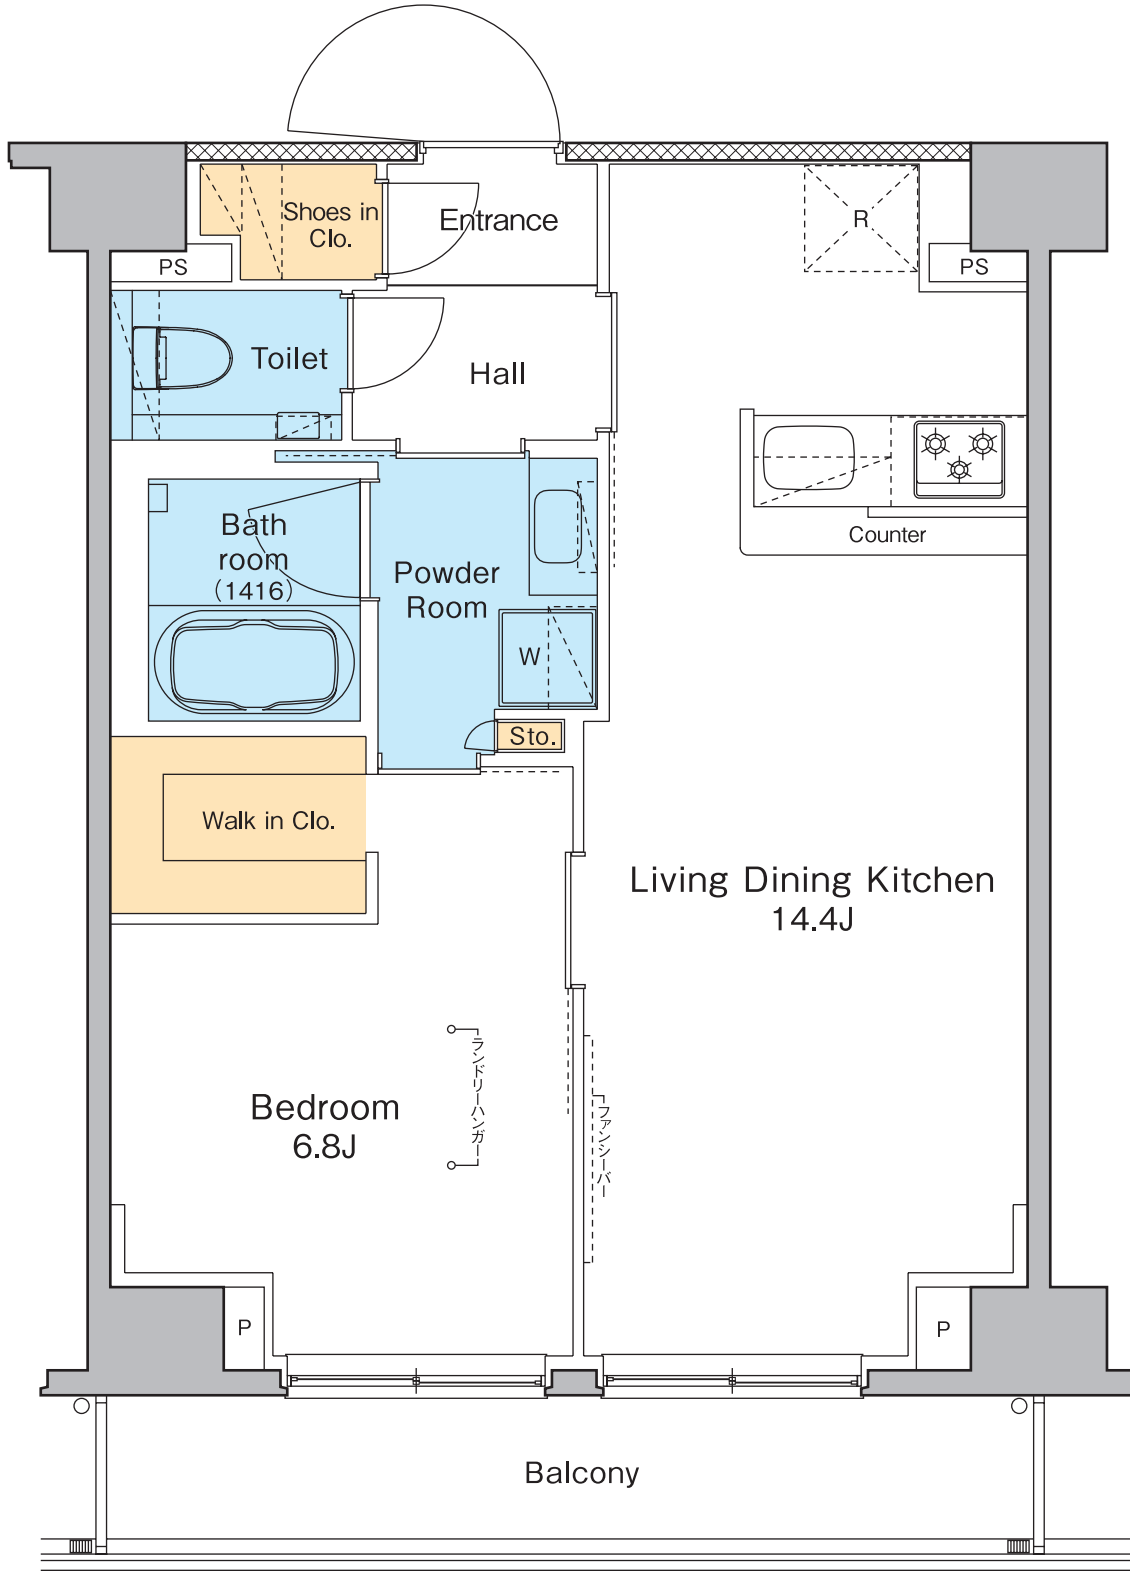 Shoes in
Clo.
Entrance
R
PS
PS
Toilet
Hall
Bath
room
(1416)
Powder
Room
Counter
W
Sto.
Walk in Clo.
Living Dining Kitchen
14.4J
Bedroom
6.8J
ランドリーハンガー
ファンシーバー
P
P
Balcony